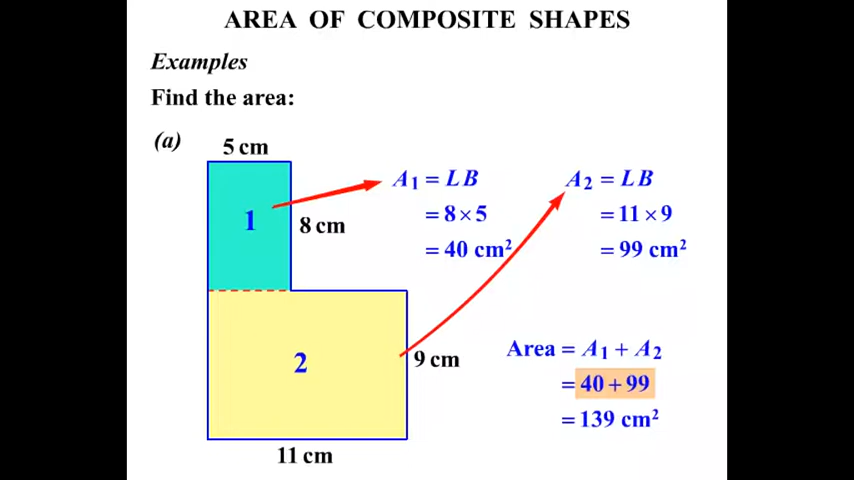 AREA OF COMPOSITE SHAPES
Examples
Find the area:
(a)
5 cm
1
8 cm
A₁ = LB
= 8 × 5
= 40 cm²
A₂ = LB
= 11 × 9
= 99 cm²
2
9 cm
11 cm
Area = A₁ + A₂
= 40 + 99
= 139 cm²